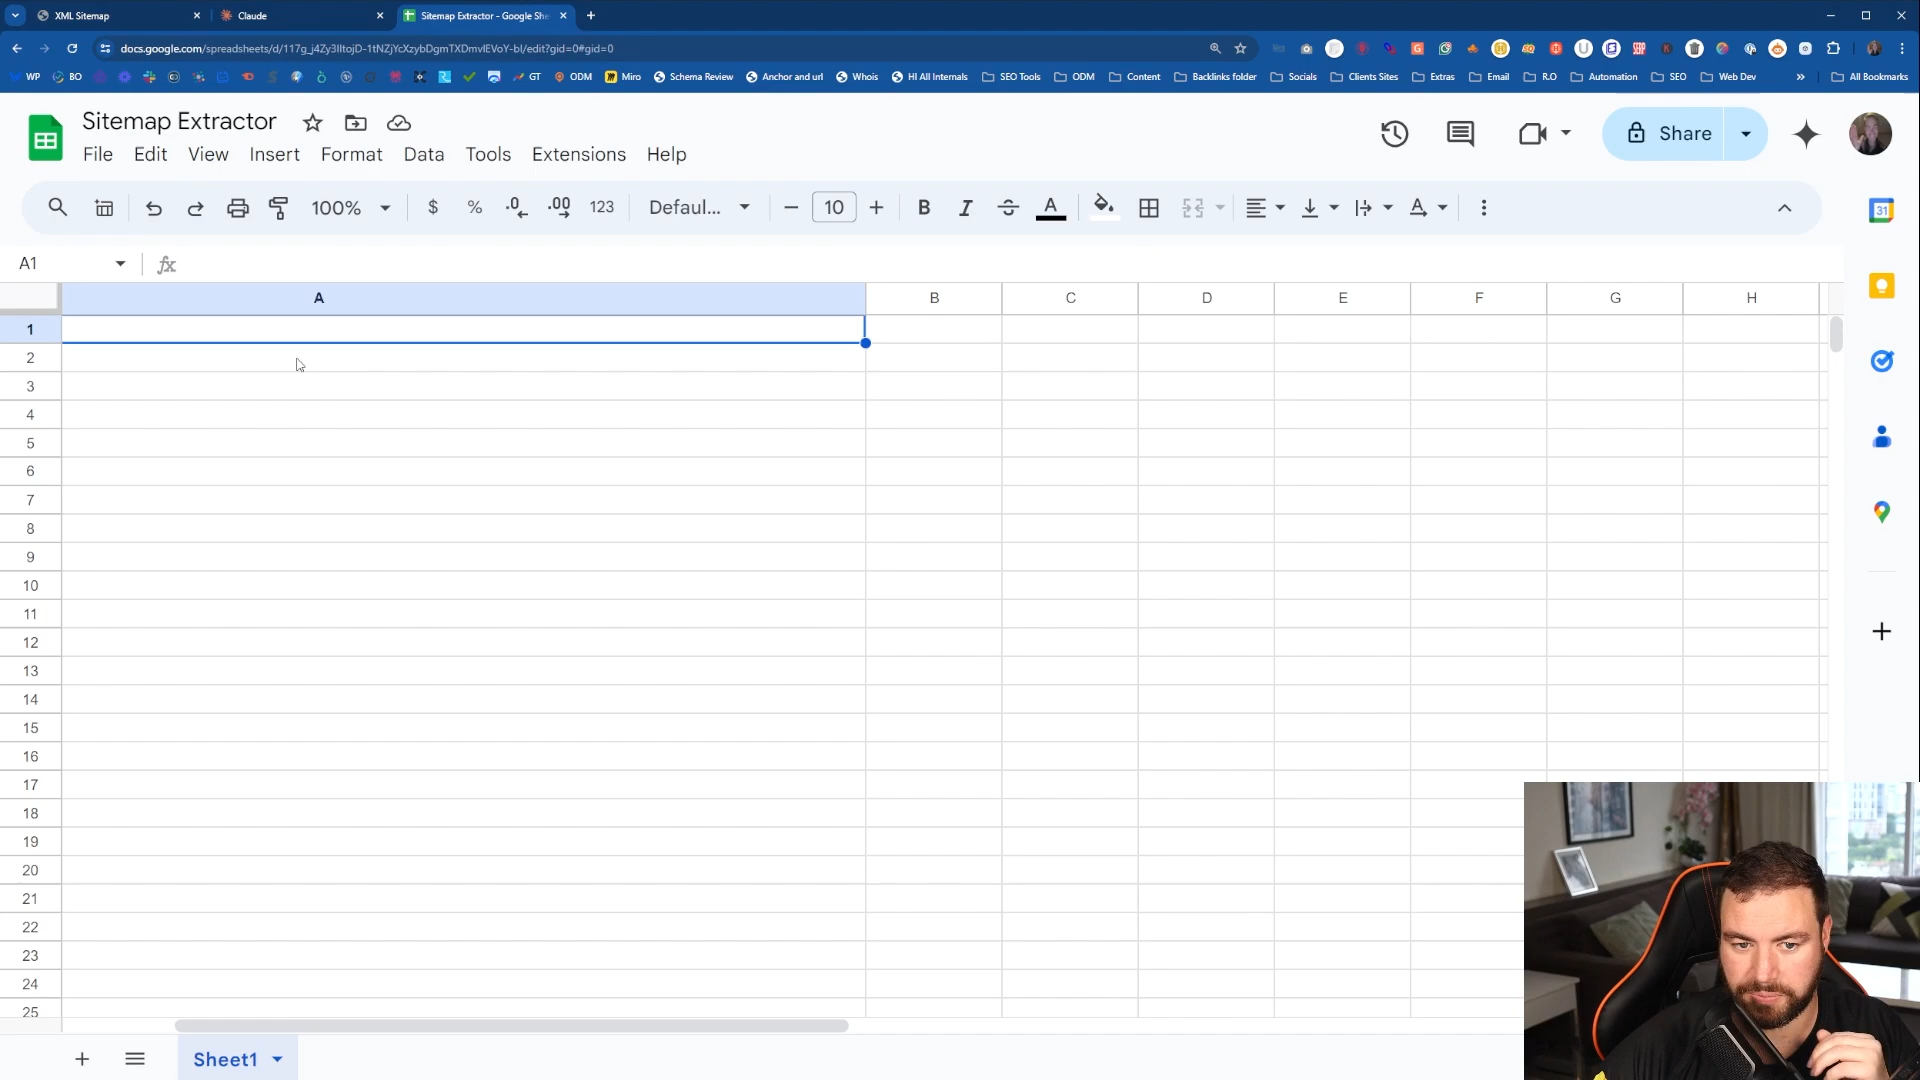 XML Sitemap
Claude
Sitemap Extractor - Google She
docs.google.com/spreadsheets/d/117g_j4Zy3IItojD-1tNZjYcXzybDgmTXDmvIEVoY-bI/edit?gid=0#gid=0
WP
BO
GT
ODM
Miro
Schema Review
Anchor and url
Whois
HI All Internals
SEO Tools
ODM
Content
Backlinks folder
Socials
Clients Sites
Extras
Email
R.O
Automation
SEO
Web Dev
All Bookmarks
Sitemap Extractor
File Edit View Insert Format Data Tools Extensions Help
Share
100%
$
%
.0
.00
123
Defaul...
10
B
I
S
A
A
31
A1
fx
A B C D E F G H
1
2
3
4
5
6
7
8
9
10
11
12
13
14
15
16
17
18
19
20
21
22
23
24
25
Sheet1